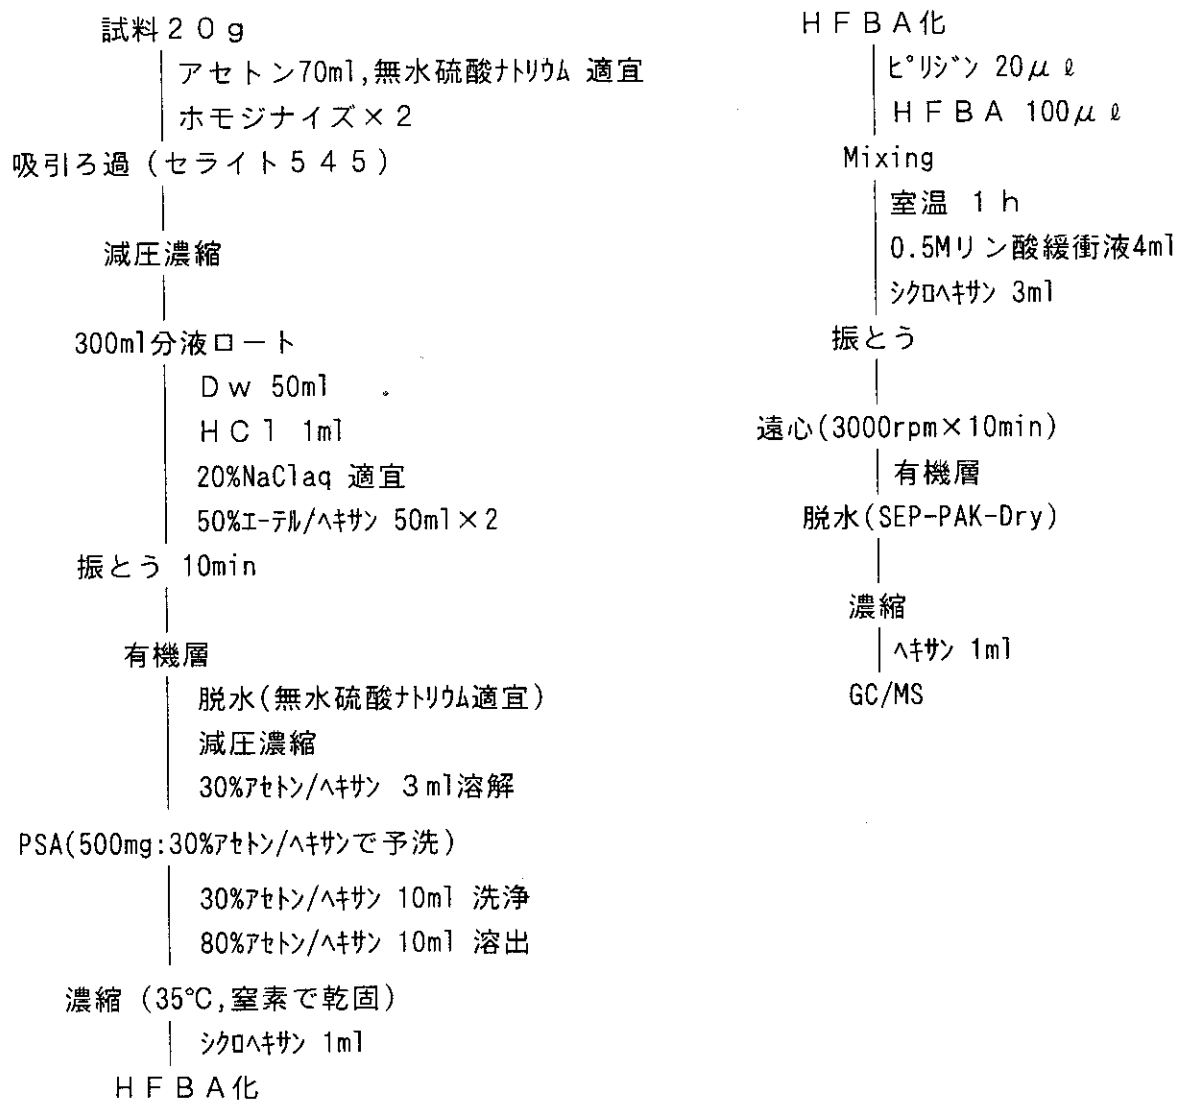 試料20g
アセトン70ml,無水硫酸ナトリウム 適宜
ホモジナイズ×2
吸引ろ過(セライト545)
減圧濃縮
300ml分液ロート
Dw 50ml
HCl 1ml
20%NaClaq 適宜
50%エーテル/ヘキサン 50ml×2
振とう 10min
有機層
脱水(無水硫酸ナトリウム適宜)
減圧濃縮
30%アセトン/ヘキサン 3ml溶解
PSA(500mg:30%アセトン/ヘキサンで予洗)
30%アセトン/ヘキサン 10ml 洗浄
80%アセトン/ヘキサン 10ml 溶出
濃縮 (35℃,窒素で乾固)
シクロヘキサン 1ml
HFBA化
HFBA化
ピリジン 20μℓ
HFBA 100μℓ
Mixing
室温 1h
0.5Mリン酸緩衝液4ml
シクロヘキサン 3ml
振とう
遠心(3000rpm×10min)
有機層
脱水(SEP-PAK-Dry)
濃縮
ヘキサン 1ml
GC/MS